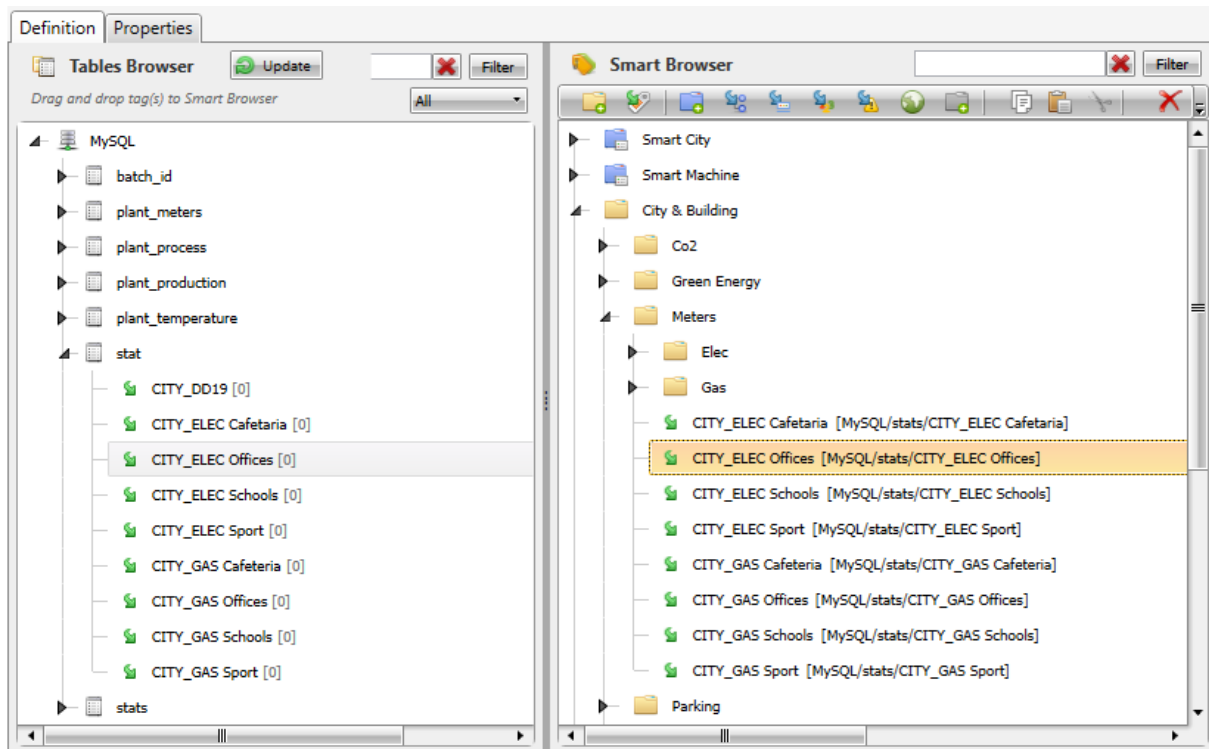 Definition
Properties
Tables Browser
Update
Filter
Drag and drop tag(s) to Smart Browser
All
MySQL
batch_id
plant_meters
plant_process
plant_production
plant_temperature
stat
CITY_DD19 [0]
CITY_ELEC Cafetaria [0]
CITY_ELEC Offices [0]
CITY_ELEC Schools [0]
CITY_ELEC Sport [0]
CITY_GAS Cafeteria [0]
CITY_GAS Offices [0]
CITY_GAS Schools [0]
CITY_GAS Sport [0]
stats
Smart Browser
Filter
Smart City
Smart Machine
City & Building
Co2
Green Energy
Meters
Elec
Gas
CITY_ELEC Cafetaria [MySQL/stats/CITY_ELEC Cafetaria]
CITY_ELEC Offices [MySQL/stats/CITY_ELEC Offices]
CITY_ELEC Schools [MySQL/stats/CITY_ELEC Schools]
CITY_ELEC Sport [MySQL/stats/CITY_ELEC Sport]
CITY_GAS Cafeteria [MySQL/stats/CITY_GAS Cafeteria]
CITY_GAS Offices [MySQL/stats/CITY_GAS Offices]
CITY_GAS Schools [MySQL/stats/CITY_GAS Schools]
CITY_GAS Sport [MySQL/stats/CITY_GAS Sport]
Parking